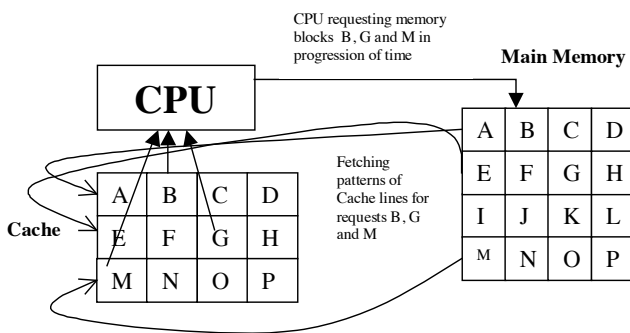 CPU requesting memory
blocks B, G and M in
progression of time
Main Memory
CPU
A B C D
E F G H
I J K L
M N O P
Fetching
patterns of
Cache lines for
requests B, G
and M
Cache
A B C D
E F G H
M N O P